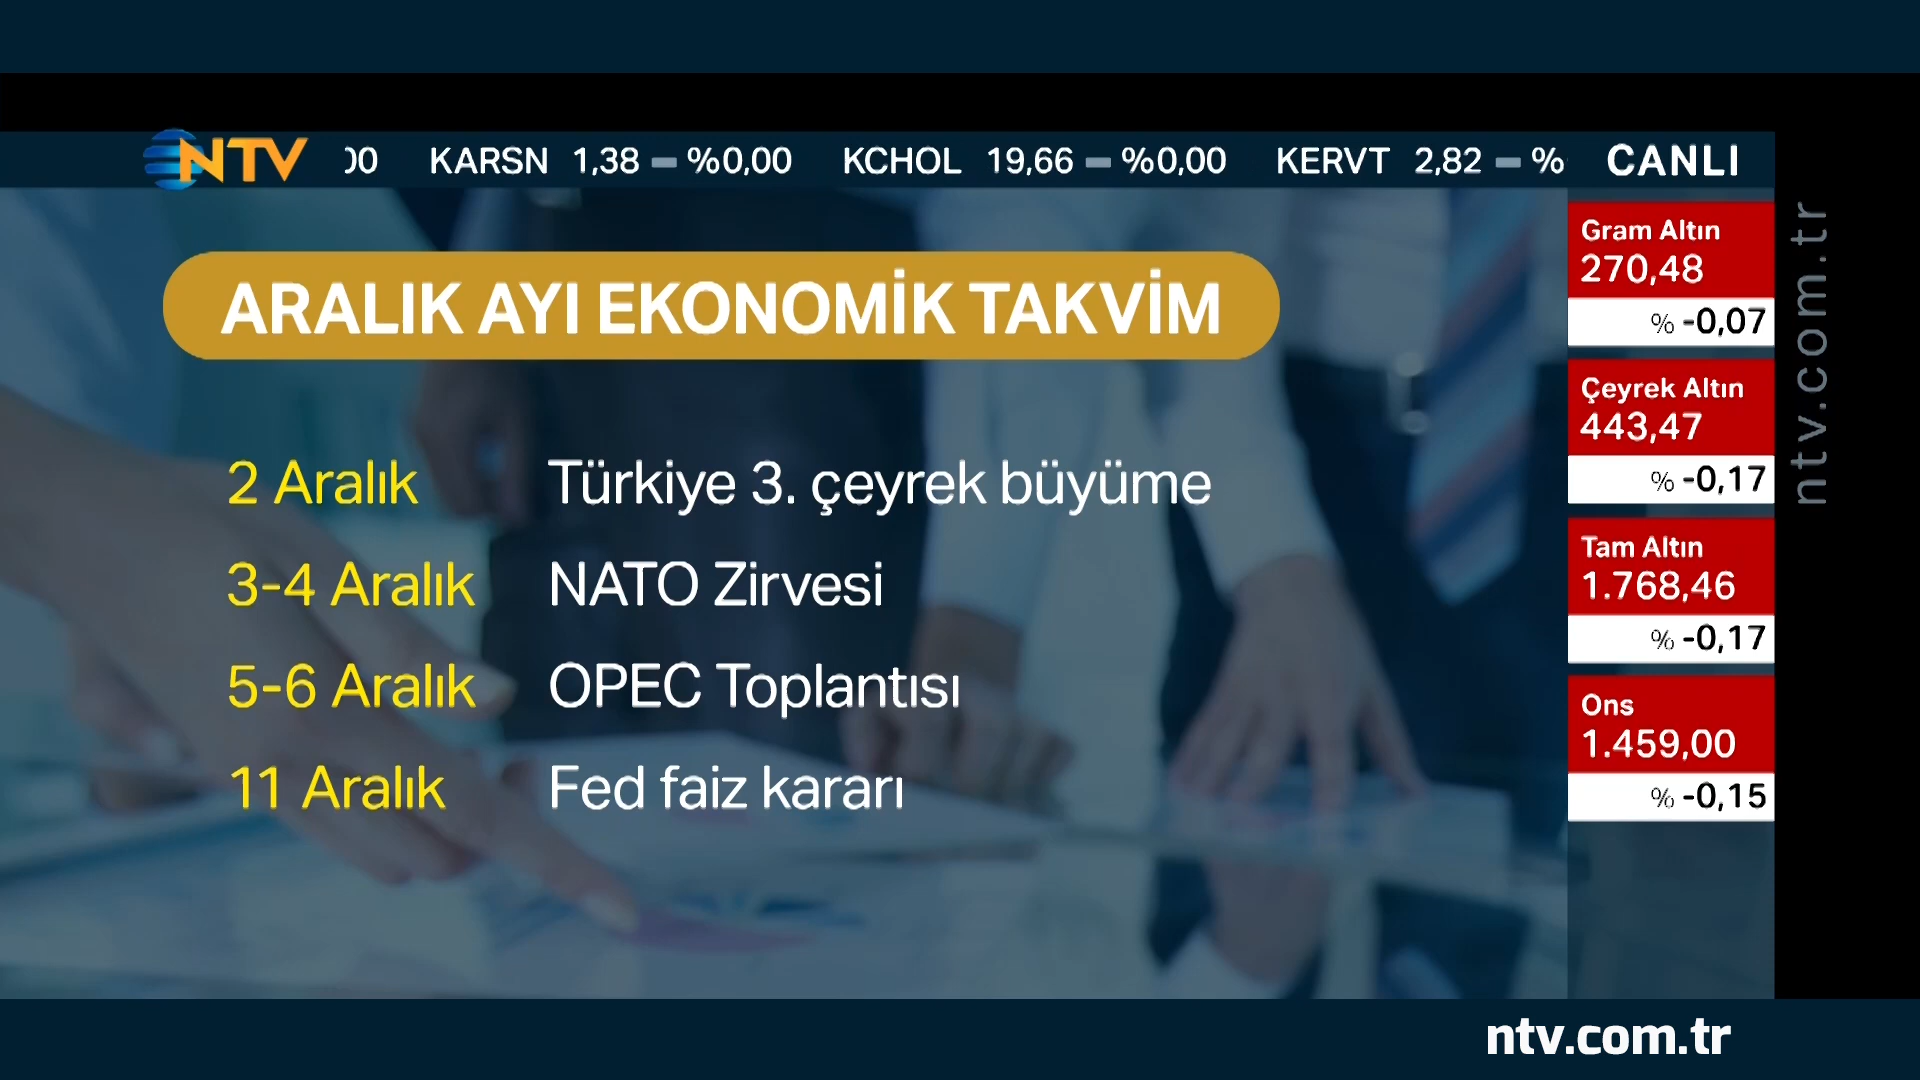 NTV
00 KARSN 1,38 %0,00 KCHOL 19,66 %0,00 KERVT 2,82 %
CANLI
ARALIK AYI EKONOMİK TAKVİM
2 Aralık Türkiye 3. çeyrek büyüme
3-4 Aralık NATO Zirvesi
5-6 Aralık OPEC Toplantısı
11 Aralık Fed faiz kararı
Gram Altın
270,48
% -0,07
Çeyrek Altın
443,47
% -0,17
Tam Altın
1.768,46
% -0,17
Ons
1.459,00
% -0,15
ntv.com.tr
ntv.com.tr